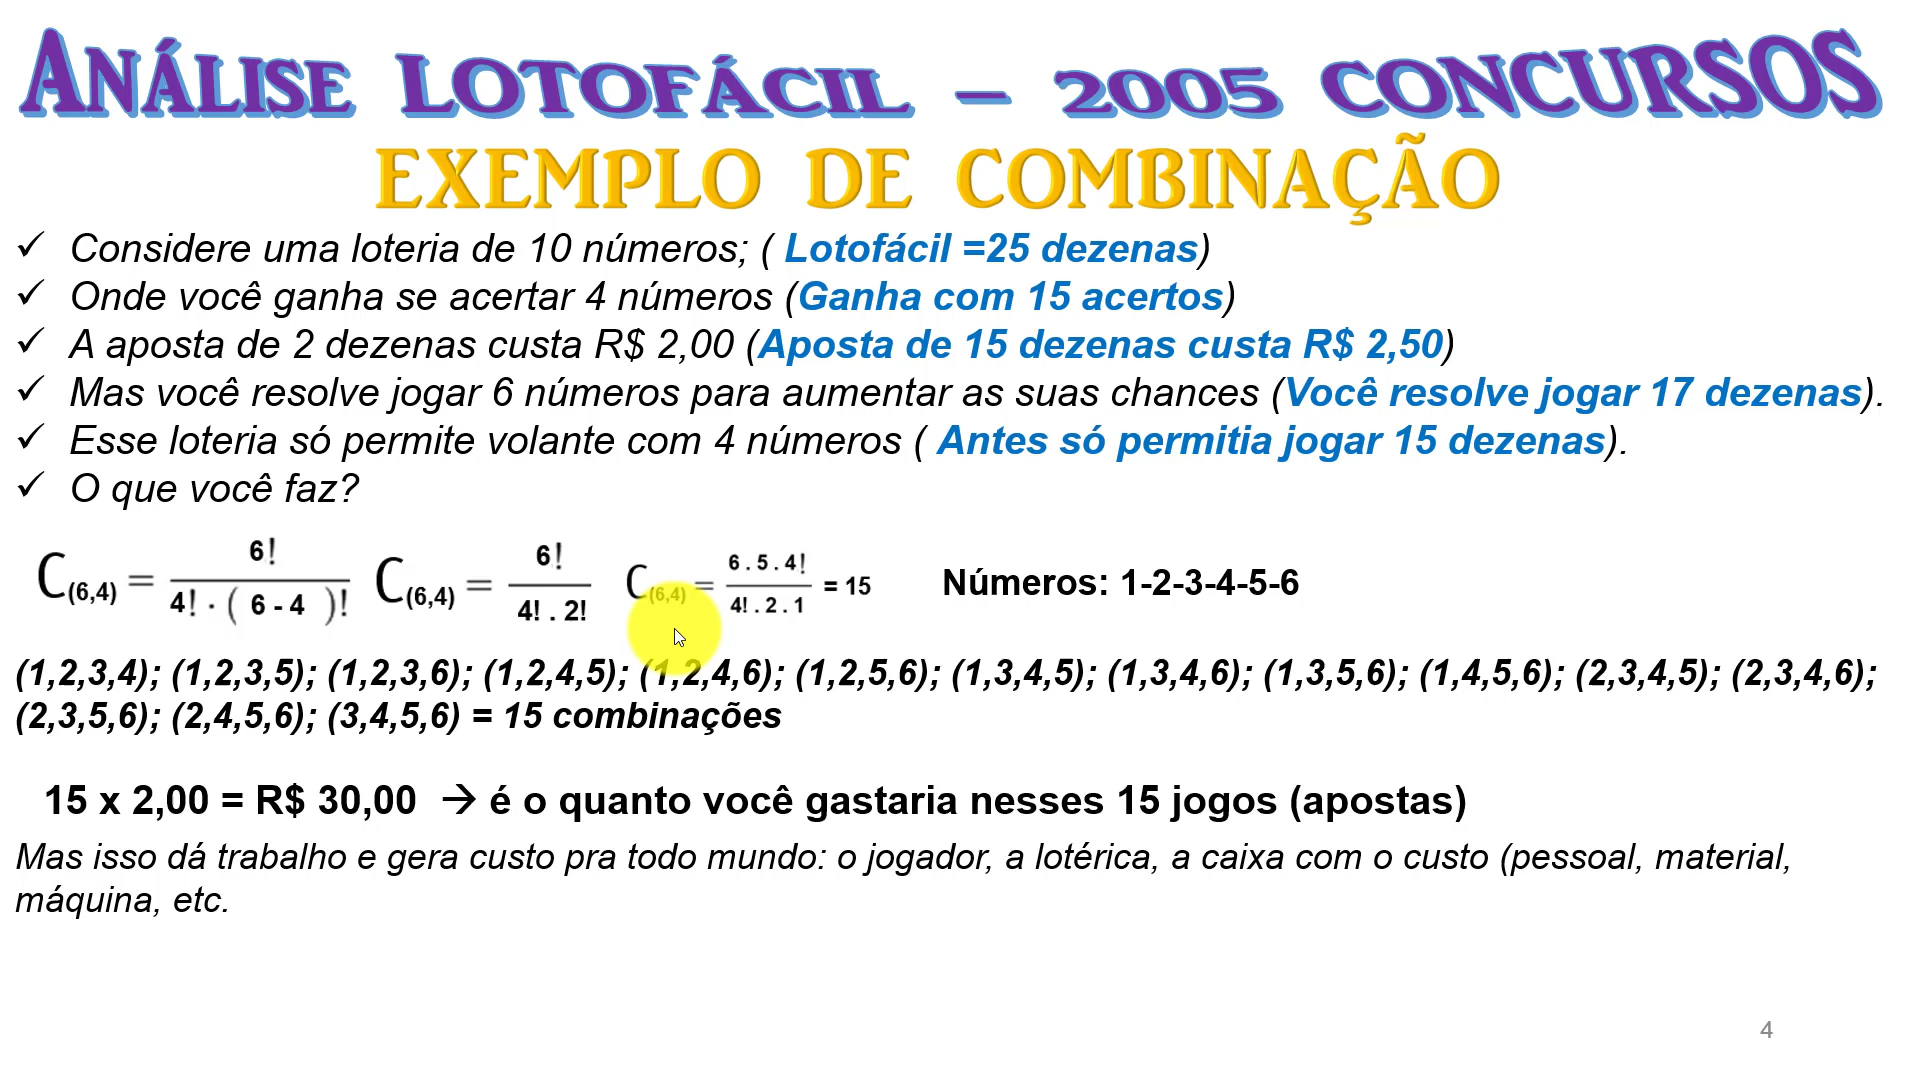 ANÁLISE LOTOFÁCIL – 2005 CONCURSOS
EXEMPLO DE COMBINAÇÃO
✓ Considere uma loteria de 10 números; ( Lotofácil =25 dezenas)
✓ Onde você ganha se acertar 4 números (Ganha com 15 acertos)
✓ A aposta de 2 dezenas custa R$ 2,00 (Aposta de 15 dezenas custa R$ 2,50)
✓ Mas você resolve jogar 6 números para aumentar as suas chances (Você resolve jogar 17 dezenas).
✓ Esse loteria só permite volante com 4 números ( Antes só permitia jogar 15 dezenas).
✓ O que você faz?
C(6,4) = 6! / 4! · ( 6 - 4 )! C(6,4) = 6! / 4! . 2! C(6,4) = 6 . 5 . 4! / 4! . 2 . 1 = 15 Números: 1-2-3-4-5-6
(1,2,3,4); (1,2,3,5); (1,2,3,6); (1,2,4,5); (1,2,4,6); (1,2,5,6); (1,3,4,5); (1,3,4,6); (1,3,5,6); (1,4,5,6); (2,3,4,5); (2,3,4,6);
(2,3,5,6); (2,4,5,6); (3,4,5,6) = 15 combinações
15 x 2,00 = R$ 30,00 → é o quanto você gastaria nesses 15 jogos (apostas)
Mas isso dá trabalho e gera custo pra todo mundo: o jogador, a lotérica, a caixa com o custo (pessoal, material,
máquina, etc.
4